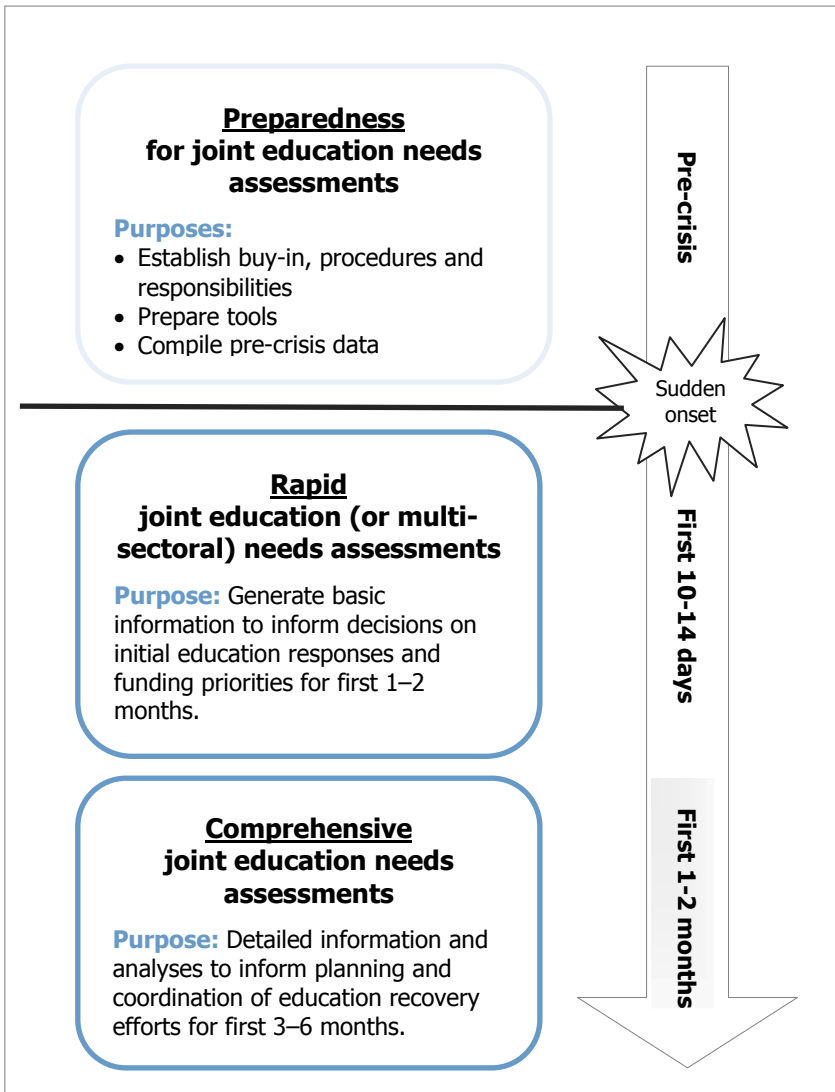 Preparedness
for joint education needs
assessments
Purposes:
• Establish buy-in, procedures and
responsibilities
• Prepare tools
• Compile pre-crisis data
Pre-crisis
Sudden
onset
Rapid
joint education (or multi-
sectoral) needs assessments
Purpose: Generate basic
information to inform decisions on
initial education responses and
funding priorities for first 1–2
months.
First 10-14 days
Comprehensive
joint education needs
assessments
Purpose: Detailed information and
analyses to inform planning and
coordination of education recovery
efforts for first 3–6 months.
First 1-2 months